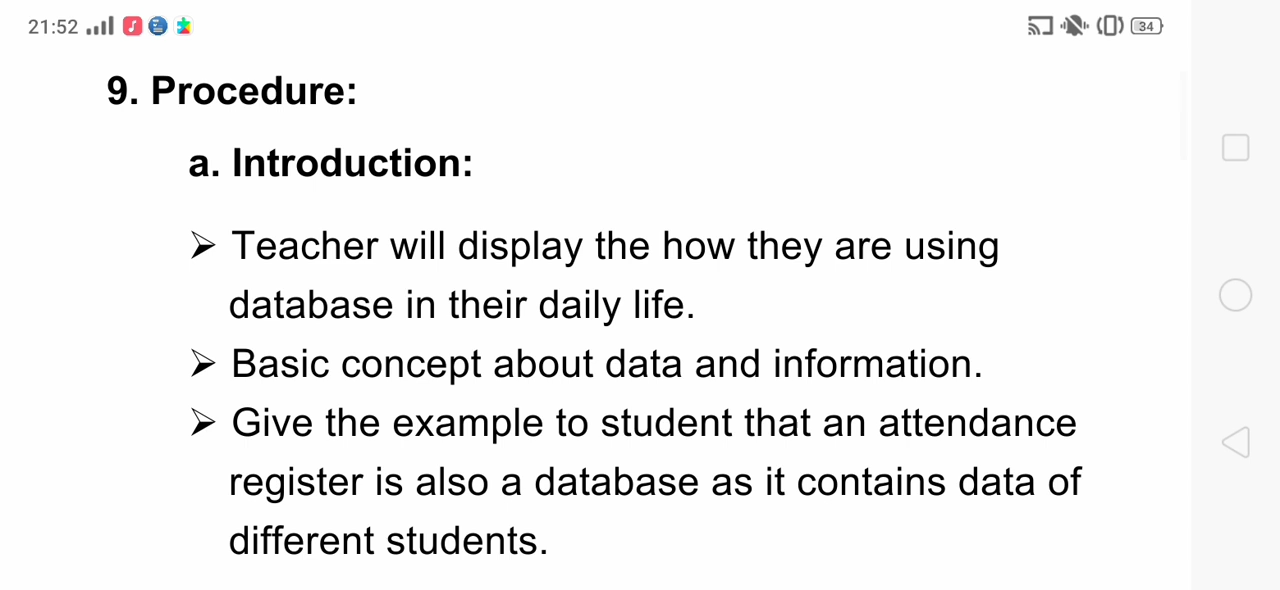 21:52
34
9. Procedure:
a. Introduction:
➢ Teacher will display the how they are using
database in their daily life.
➢ Basic concept about data and information.
➢ Give the example to student that an attendance
register is also a database as it contains data of
different students.